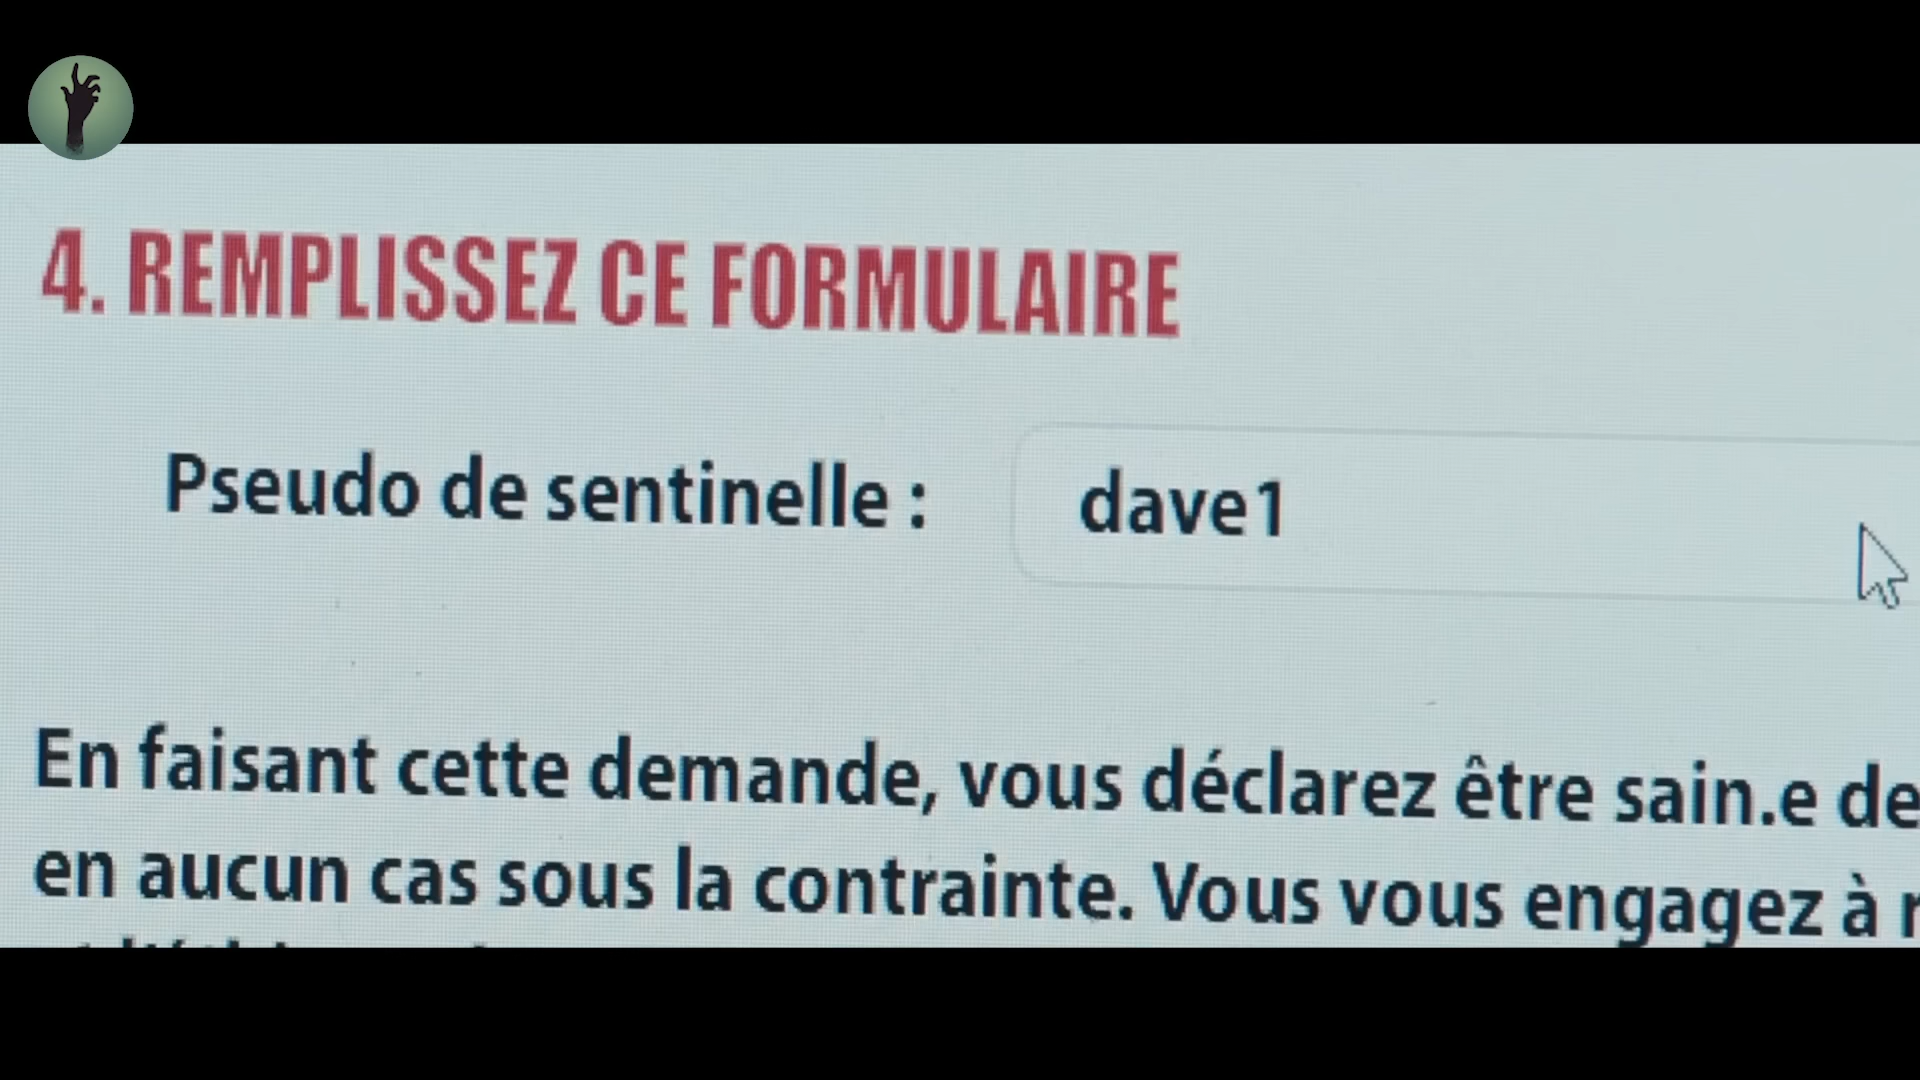 4. REMPLISSEZ CE FORMULAIRE
Pseudo de sentinelle : dave1
En faisant cette demande, vous déclarez être sain.e de
en aucun cas sous la contrainte. Vous vous engagez à